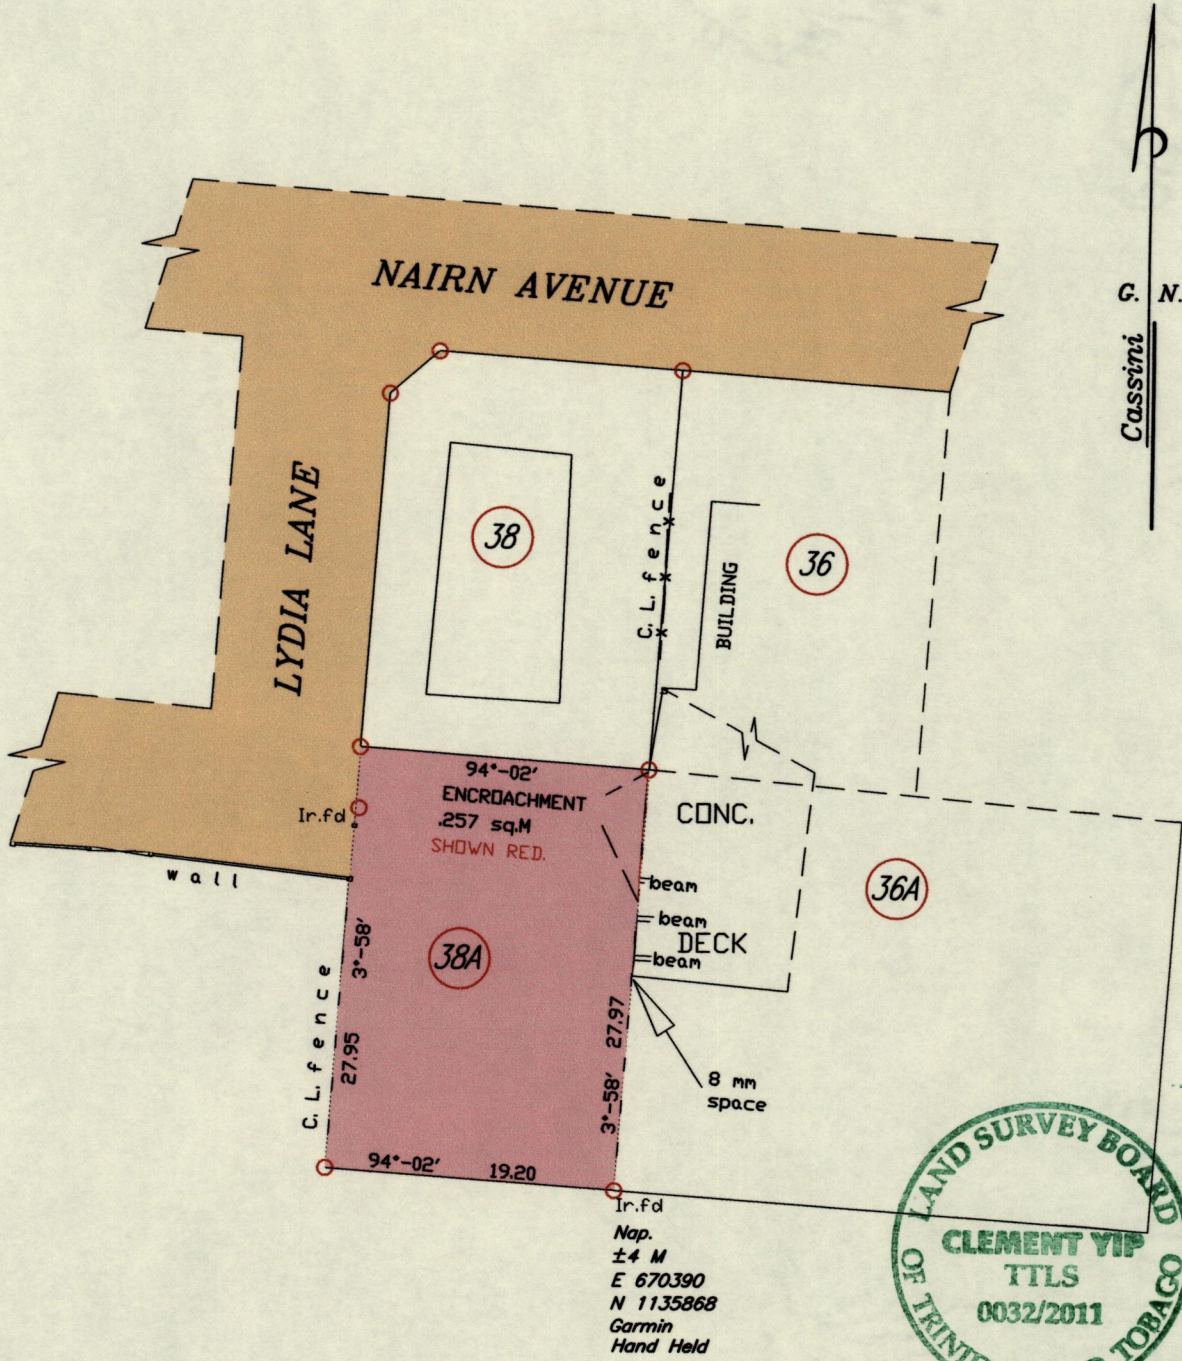 G. N.
Cassini
NAIRN AVENUE
LYDIA LANE
38
C. L. fence
BUILDING
36
94°-02′
ENCROACHMENT
.257 sq.M
SHOWN RED.
Ir.fd
wall
CONC.
DECK
beam
beam
beam
36A
38A
3°-58′
27.95
C. L. fence
27.97
3°-58′
8 mm
space
94°-02′ 19.20
Ir.fd
Nap.
±4 M
E 670390
N 1135868
Garmin
Hand Held
LAND SURVEY BOARD
CLEMENT YIP
TTLS
0032/2011
TOBAGO